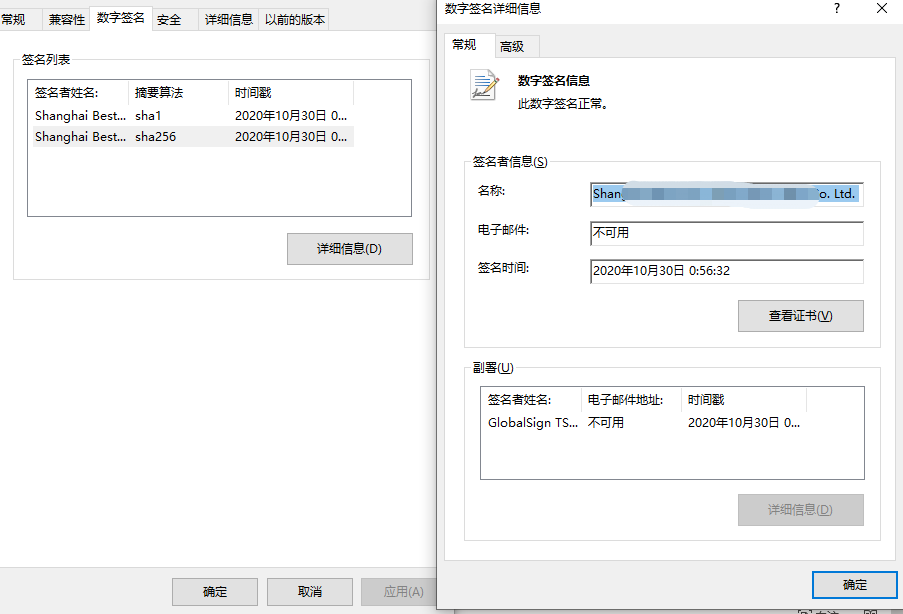 常规 兼容性 数字签名 安全 详细信息 以前的版本
签名列表
签名者姓名: 摘要算法 时间戳
Shanghai Best... sha1 2020年10月30日 0...
Shanghai Best... sha256 2020年10月30日 0...
详细信息(D)
确定 取消 应用(A)
数字签名详细信息 ?
常规 高级
数字签名信息
此数字签名正常。
签名者信息(S)
名称: Shan o. Ltd.
电子邮件: 不可用
签名时间: 2020年10月30日 0:56:32
查看证书(V)
副署(U)
签名者姓名: 电子邮件地址: 时间戳
GlobalSign TS... 不可用 2020年10月30日 0...
详细信息(D)
确定